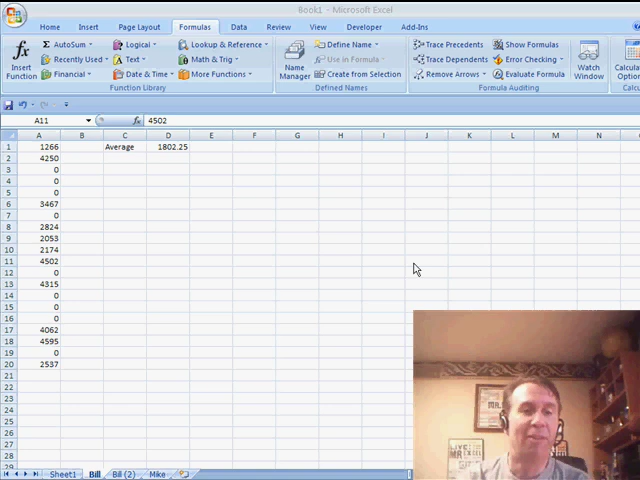 Book1 - Microsoft Excel
Home Insert Page Layout Formulas Data Review View Developer Add-Ins
fx Insert Function
AutoSum Logical Lookup & Reference
Recently Used Text Math & Trig
Financial Date & Time More Functions
Function Library
Name Manager
Define Name
Use in Formula
Create from Selection
Defined Names
Trace Precedents Show Formulas
Trace Dependents Error Checking
Remove Arrows Evaluate Formula
Formula Auditing
Watch Window
A11 fx 4502
A B C D E F G H I J K L M N
1 1266 Average 1802.25
2 4250
3 0
4 0
5 0
6 3467
7 0
8 2824
9 2053
10 2174
11 4502
12 0
13 4315
14 0
15 0
16 0
17 4062
18 4595
19 0
20 2537
21
22
23
24
25
26
27
28
29
Sheet1 Bill Bill (2) Mike